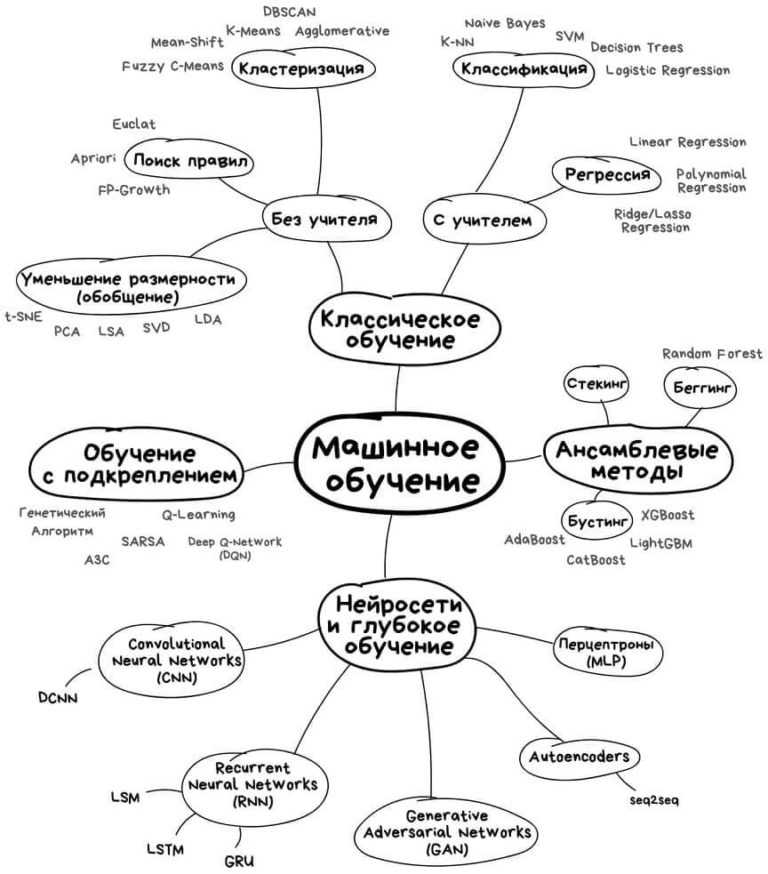 DBSCAN
K-Means
Agglomerative
Mean-Shift
Fuzzy C-Means
Кластеризация
Naive Bayes
K-NN
SVM
Decision Trees
Классификация
Logistic Regression
Euclat
Apriori
Поиск правил
FP-Growth
Linear Regression
Регрессия
Polynomial
Regression
Ridge/Lasso
Regression
Без учителя
С учителем
Уменьшение размерности
(обобщение)
t-SNE
PCA
LSA
SVD
LDA
Классическое
обучение
Random Forest
Стекинг
Беггинг
Машинное
обучение
Обучение
с подкреплением
Генетический
Алгоритм
Q-Learning
SARSA
Deep Q-Network
(DQN)
A3C
Ансамблевые
методы
Бустинг
XGBoost
AdaBoost
LightGBM
CatBoost
Нейросети
и глубокое
обучение
Convolutional
Neural Networks
(CNN)
DCNN
Перцептроны
(MLP)
Recurrent
Neural Networks
(RNN)
LSM
LSTM
GRU
Autoencoders
seq2seq
Generative
Adversarial Networks
(GAN)